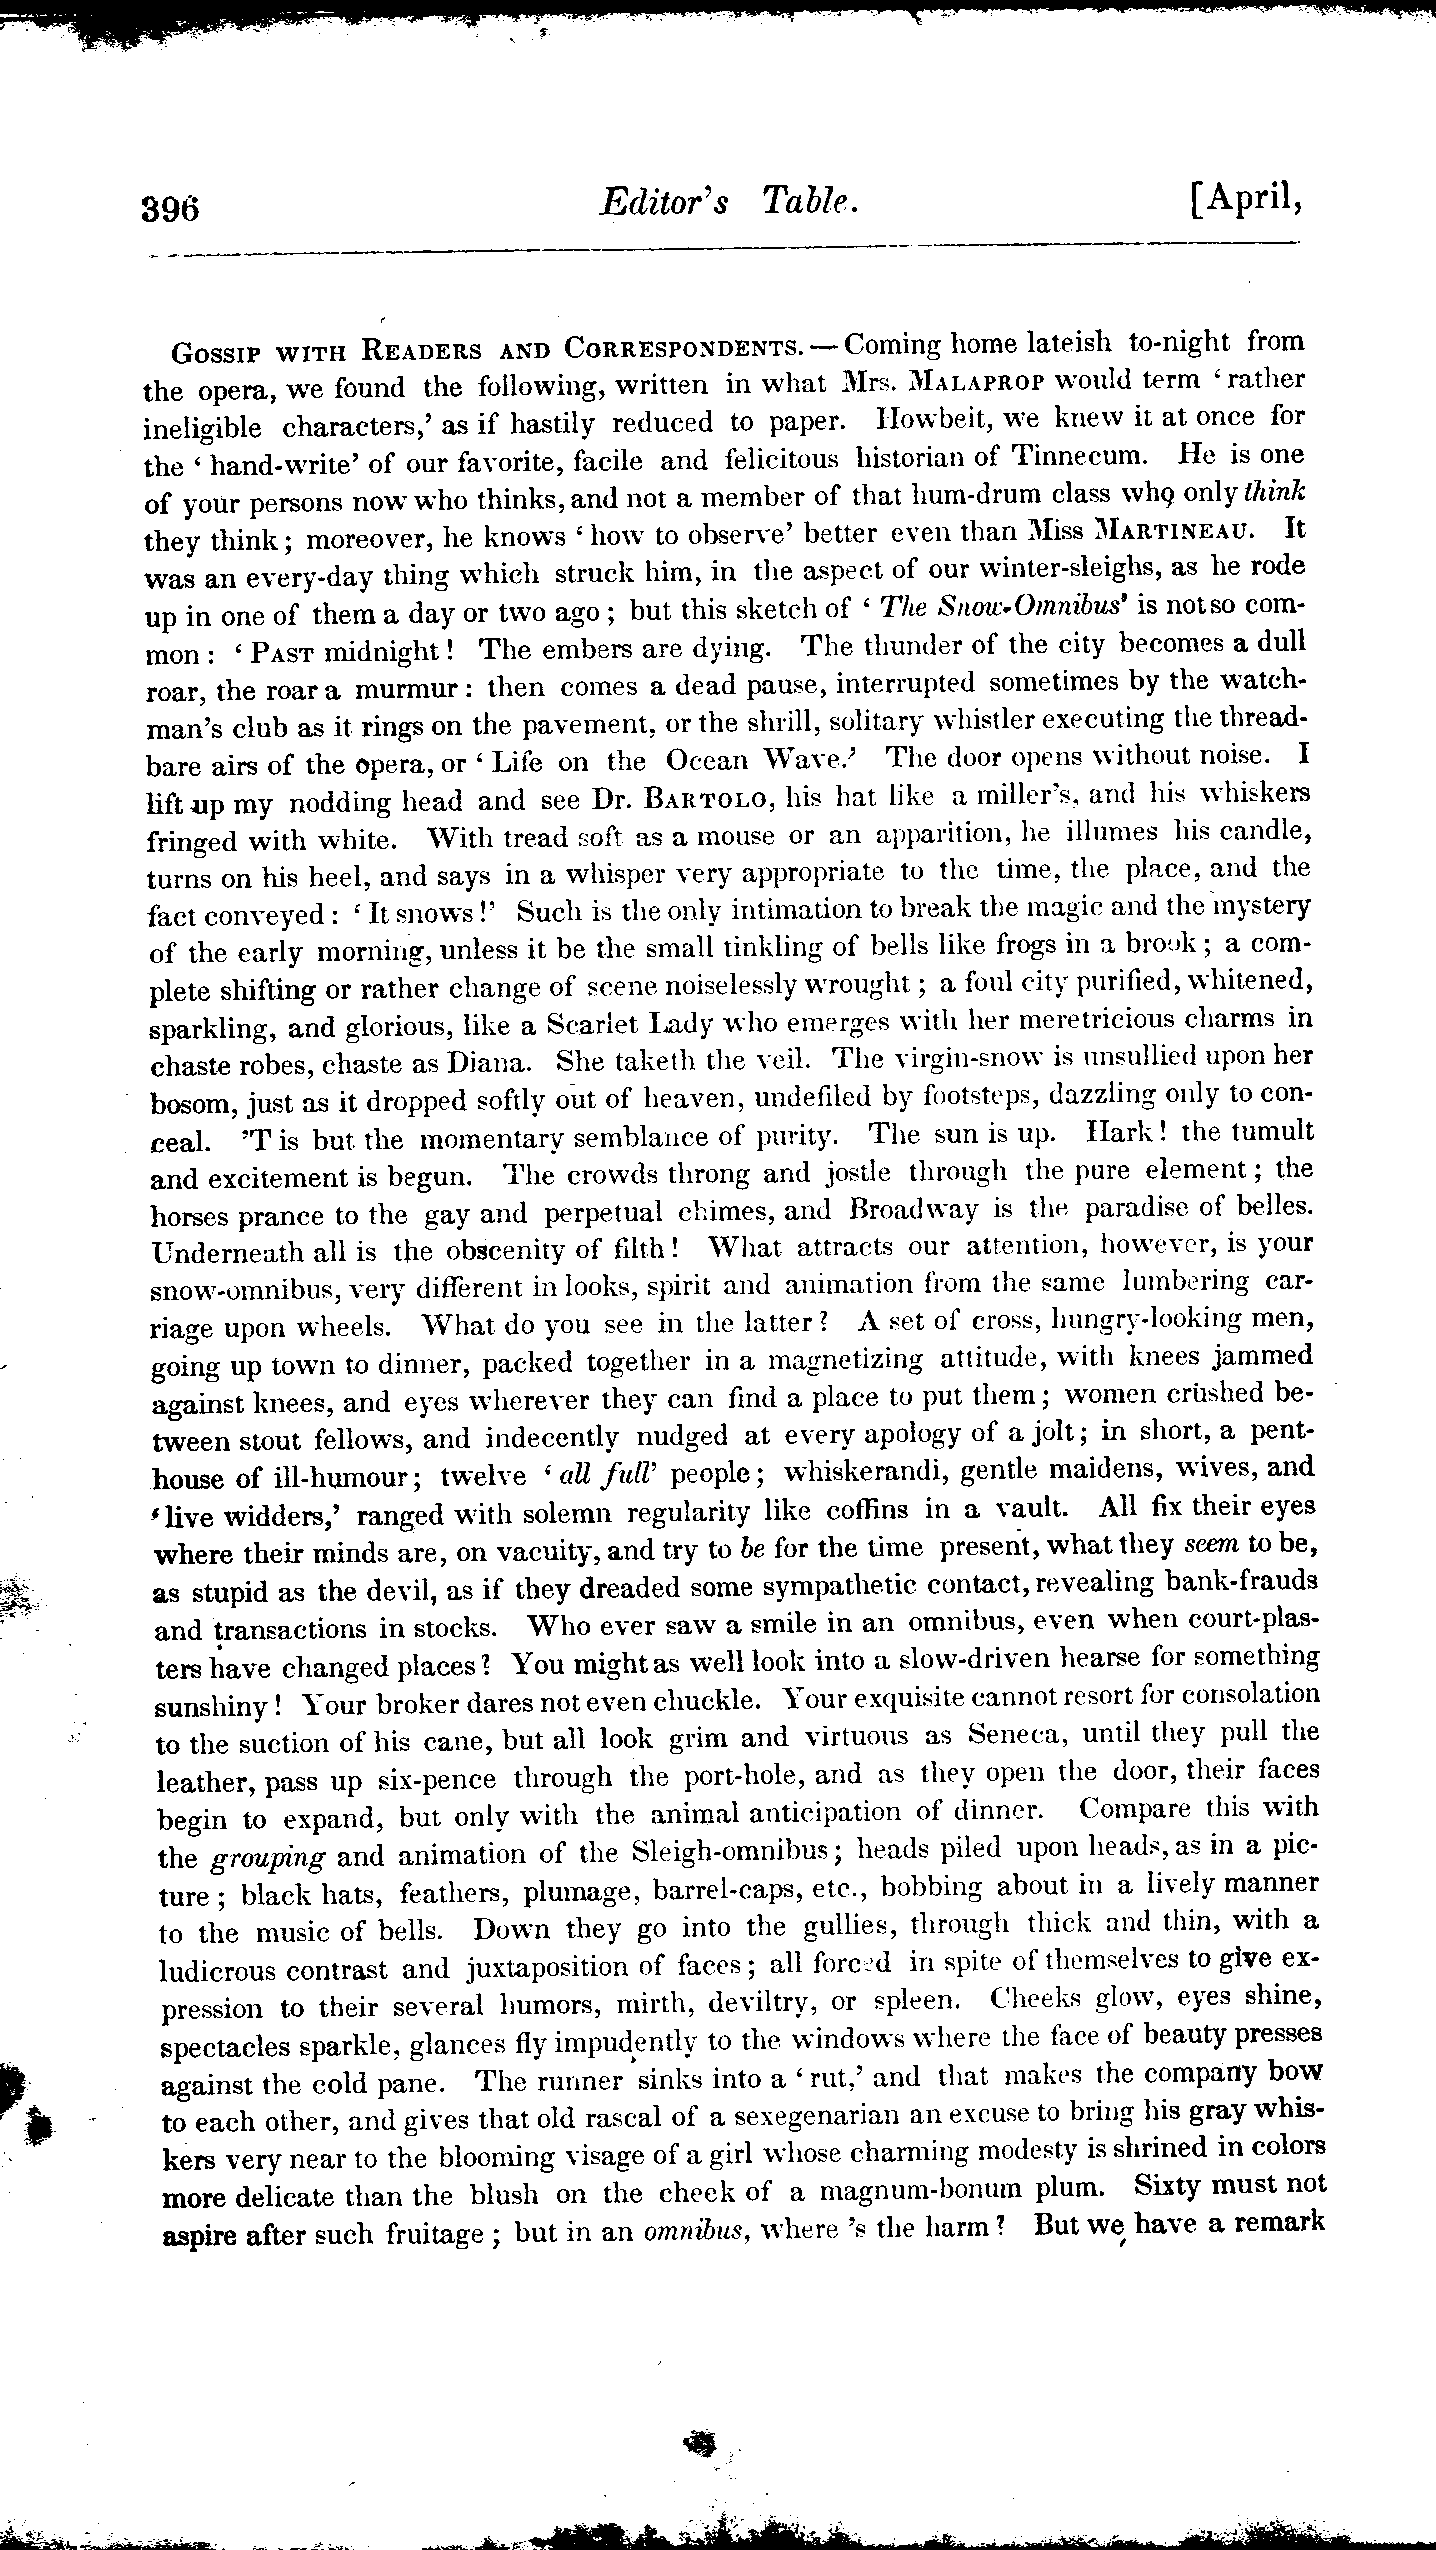 396 Editor's Table. [April,
GOSSIP WITH READERS AND CORRESPONDENTS. — Coming home lateish to-night from
the opera, we found the following, written in what Mrs. MALAPROP would term 'rather
ineligible characters,' as if hastily reduced to paper. Howbeit, we knew it at once for
the 'hand-write' of our favorite, facile and felicitous historian of Tinnecum. He is one
of your persons now who thinks, and not a member of that hum-drum class who only think
they think; moreover, he knows 'how to observe' better even than Miss MARTINEAU. It
was an every-day thing which struck him, in the aspect of our winter-sleighs, as he rode
up in one of them a day or two ago; but this sketch of 'The Snow-Omnibus' is not so com-
mon: 'PAST midnight! The embers are dying. The thunder of the city becomes a dull
roar, the roar a murmur: then comes a dead pause, interrupted sometimes by the watch-
man's club as it rings on the pavement, or the shrill, solitary whistler executing the thread-
bare airs of the opera, or 'Life on the Ocean Wave.' The door opens without noise. I
lift up my nodding head and see Dr. BARTOLO, his hat like a miller's, and his whiskers
fringed with white. With tread soft as a mouse or an apparition, he illumes his candle,
turns on his heel, and says in a whisper very appropriate to the time, the place, and the
fact conveyed: 'It snows!' Such is the only intimation to break the magic and the mystery
of the early morning, unless it be the small tinkling of bells like frogs in a brook; a com-
plete shifting or rather change of scene noiselessly wrought; a foul city purified, whitened,
sparkling, and glorious, like a Scarlet Lady who emerges with her meretricious charms in
chaste robes, chaste as Diana. She taketh the veil. The virgin-snow is unsullied upon her
bosom, just as it dropped softly out of heaven, undefiled by footsteps, dazzling only to con-
ceal. 'T is but the momentary semblance of purity. The sun is up. Hark! the tumult
and excitement is begun. The crowds throng and jostle through the pure element; the
horses prance to the gay and perpetual chimes, and Broadway is the paradise of belles.
Underneath all is the obscenity of filth! What attracts our attention, however, is your
snow-omnibus, very different in looks, spirit and animation from the same lumbering car-
riage upon wheels. What do you see in the latter? A set of cross, hungry-looking men,
going up town to dinner, packed together in a magnetizing attitude, with knees jammed
against knees, and eyes wherever they can find a place to put them; women crushed be-
tween stout fellows, and indecently nudged at every apology of a jolt; in short, a pent-
house of ill-humour; twelve 'all full' people; whiskerandi, gentle maidens, wives, and
'live widders,' ranged with solemn regularity like coffins in a vault. All fix their eyes
where their minds are, on vacuity, and try to be for the time present, what they seem to be,
as stupid as the devil, as if they dreaded some sympathetic contact, revealing bank-frauds
and transactions in stocks. Who ever saw a smile in an omnibus, even when court-plas-
ters have changed places? You might as well look into a slow-driven hearse for something
sunshiny! Your broker dares not even chuckle. Your exquisite cannot resort for consolation
to the suction of his cane, but all look grim and virtuous as Seneca, until they pull the
leather, pass up six-pence through the port-hole, and as they open the door, their faces
begin to expand, but only with the animal anticipation of dinner. Compare this with
the grouping and animation of the Sleigh-omnibus; heads piled upon heads, as in a pic-
ture; black hats, feathers, plumage, barrel-caps, etc., bobbing about in a lively manner
to the music of bells. Down they go into the gullies, through thick and thin, with a
ludicrous contrast and juxtaposition of faces; all forced in spite of themselves to give ex-
pression to their several humors, mirth, deviltry, or spleen. Cheeks glow, eyes shine,
spectacles sparkle, glances fly impudently to the windows where the face of beauty presses
against the cold pane. The runner sinks into a 'rut,' and that makes the company bow
to each other, and gives that old rascal of a sexegenarian an excuse to bring his gray whis-
kers very near to the blooming visage of a girl whose charming modesty is shrined in colors
more delicate than the blush on the cheek of a magnum-bonum plum. Sixty must not
aspire after such fruitage; but in an omnibus, where 's the harm? But we have a remark